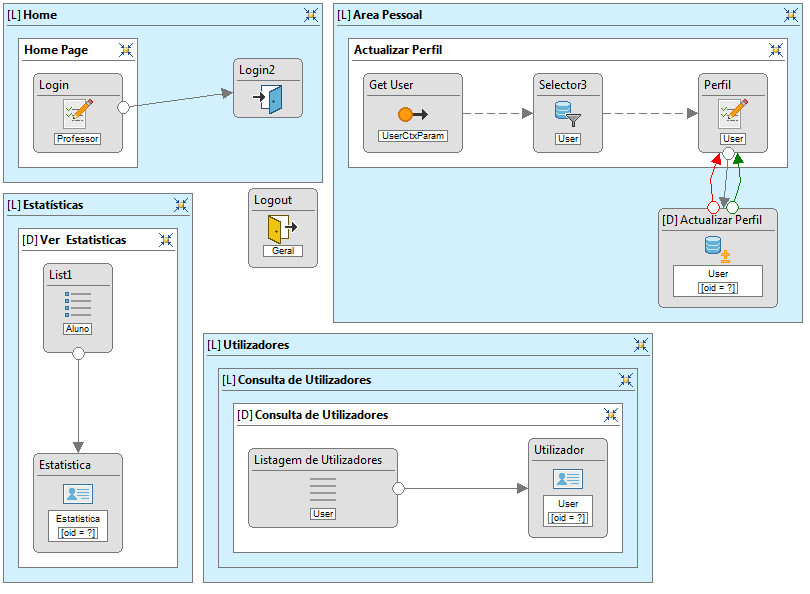 [L] Home
Home Page
Login
Professor
Login2
[L] Area Pessoal
Actualizar Perfil
Get User
UserCtxParam
Selector3
User
Perfil
User
[D] Actualizar Perfil
User
[oid = ?]
Logout
Geral
[L] Estatísticas
[D] Ver Estatisticas
List1
Aluno
Estatistica
Estatistica
[oid = ?]
[L] Utilizadores
[L] Consulta de Utilizadores
[D] Consulta de Utilizadores
Listagem de Utilizadores
User
Utilizador
User
[oid = ?]